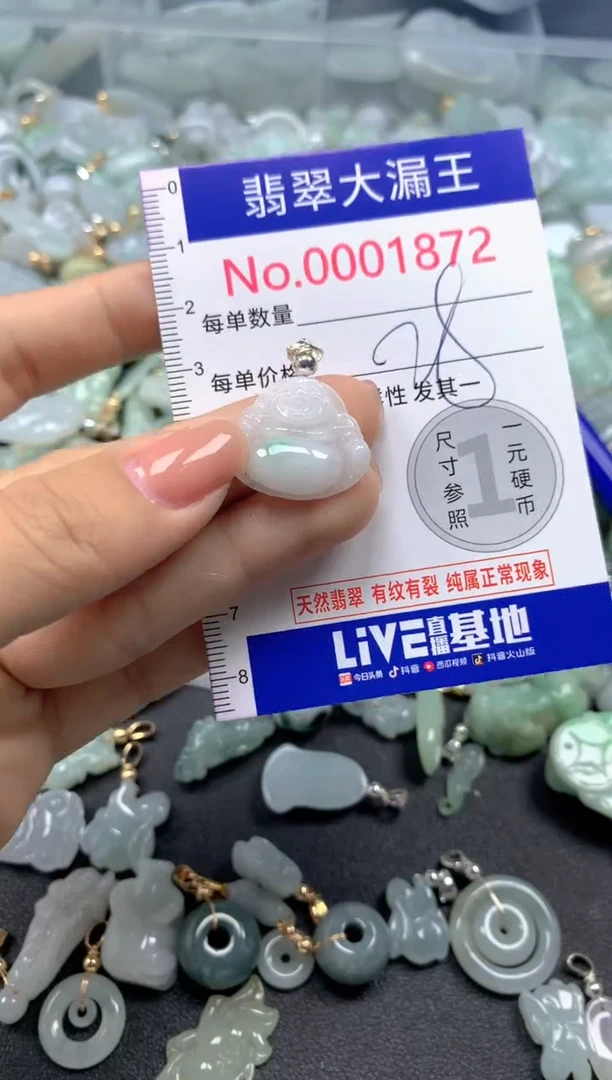 翡翠大漏王
No.0001872
每单数量
28
每单价格
性 发其一
尺寸参照
1
一元硬币
天然翡翠 有纹有裂 纯属正常现象
LiVE直播基地
今日头条 抖音 西瓜视频 抖音火山版
0
1
2
3
7
8